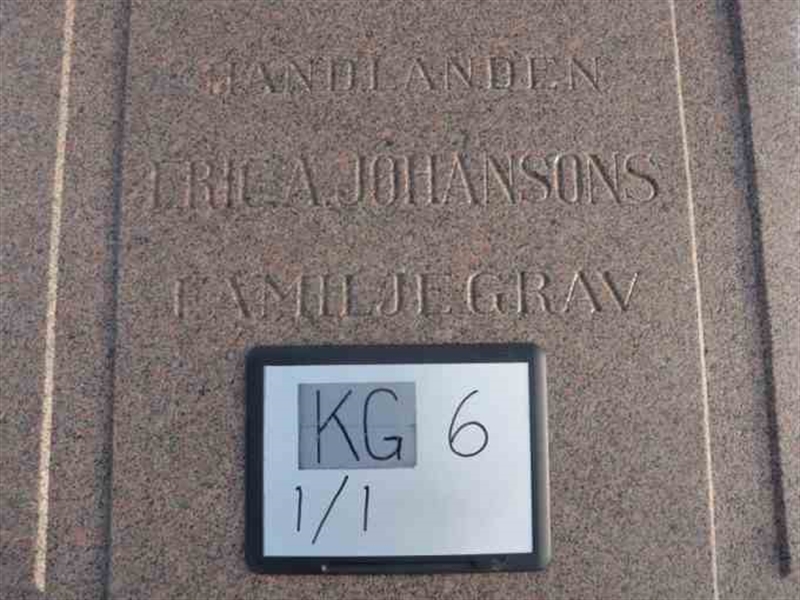 HANDLANDEN
ERIC A. JOHANSONS
FAMILJEGRAV
KG 6
1/1